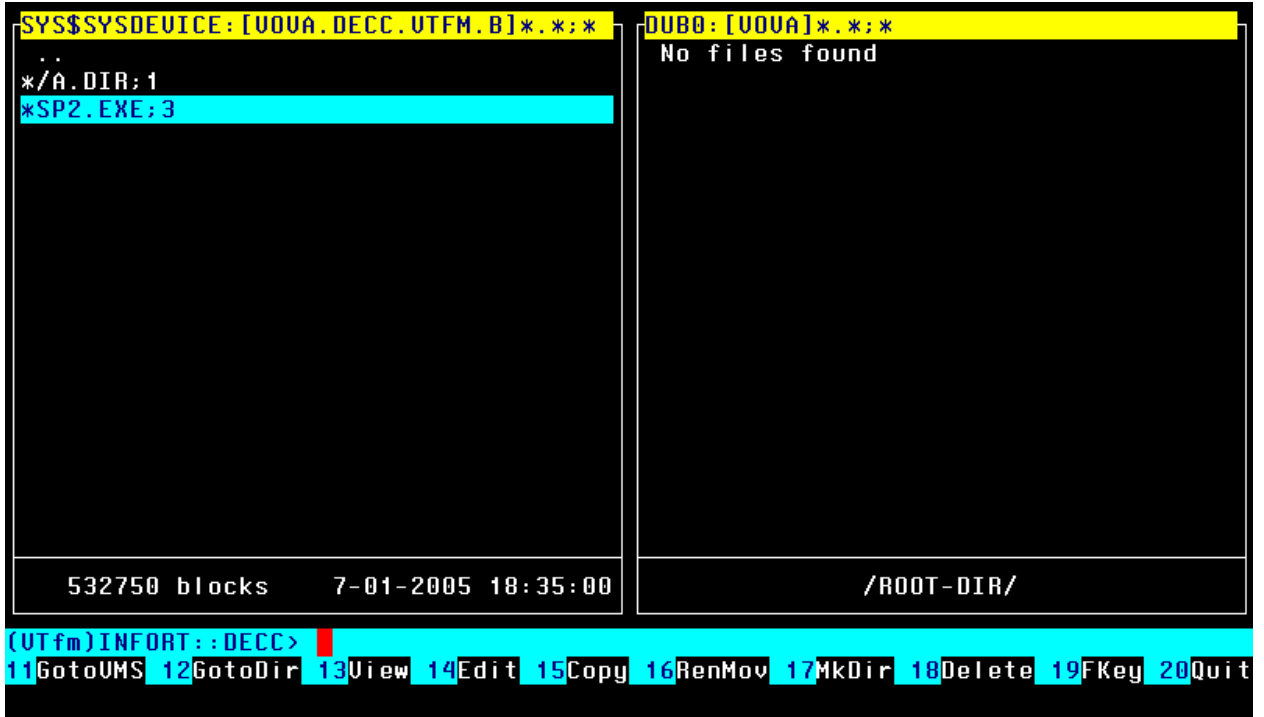 SYS$SYSDEVICE:[VOVA.DECC.VTFM.B]*.*;*
..
*/A.DIR;1
*SP2.EXE;3
532750 blocks 7-01-2005 18:35:00
DUB0:[VOVA]*.*;*
No files found
/ROOT-DIR/
(VTfm)INFORT::DECC>
11GotoVMS 12GotoDir 13View 14Edit 15Copy 16RenMov 17MkDir 18Delete 19FKey 20Quit